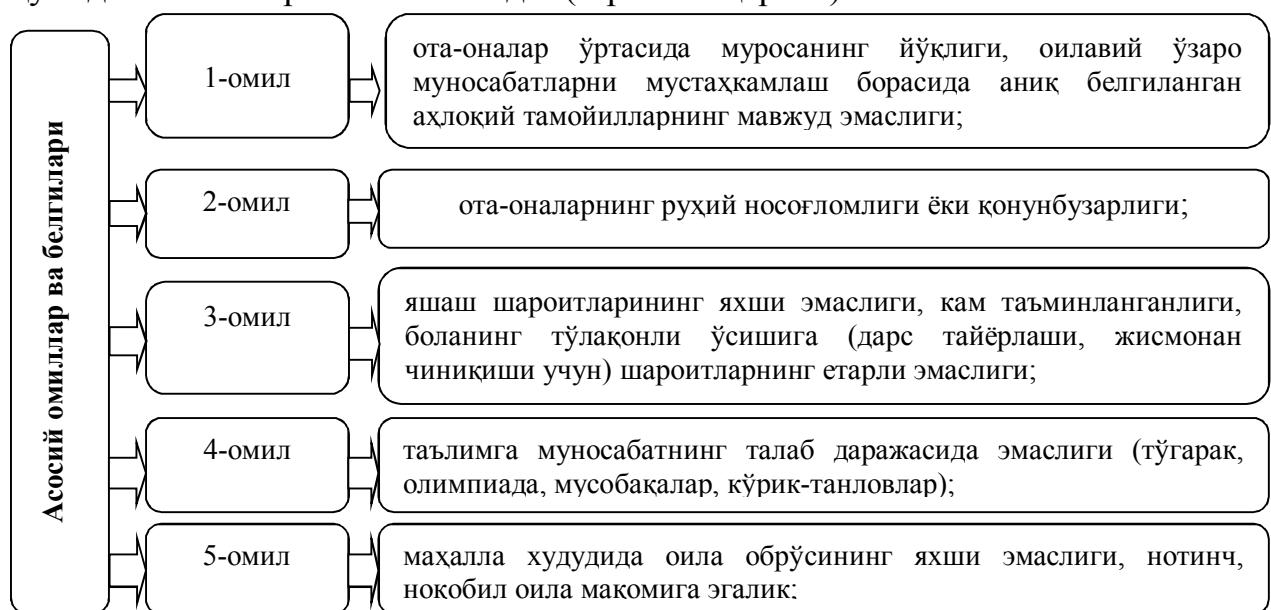 Асосий омиллар ва белгилари
1-омил
ота-оналар ўртасида муросанинг йўқлиги, оилавий ўзаро
муносабатларни мустаҳкамлаш борасида аниқ белгиланган
аҳлоқий тамойилларнинг мавжуд эмаслиги;
2-омил
ота-оналарнинг руҳий носоғломлиги ёки қонунбузарлиги;
3-омил
яшаш шароитларининг яхши эмаслиги, кам таъминланганлиги,
боланинг тўлақонли ўсишига (дарс тайёрлаши, жисмонан
чиниқиши учун) шароитларнинг етарли эмаслиги;
4-омил
таълимга муносабатнинг талаб даражасида эмаслиги (тўгарак,
олимпиада, мусобақалар, кўрик-танловлар);
5-омил
маҳалла худудида оила обрўсининг яхши эмаслиги, нотинч,
ноқобил оила мақомига эгалик;